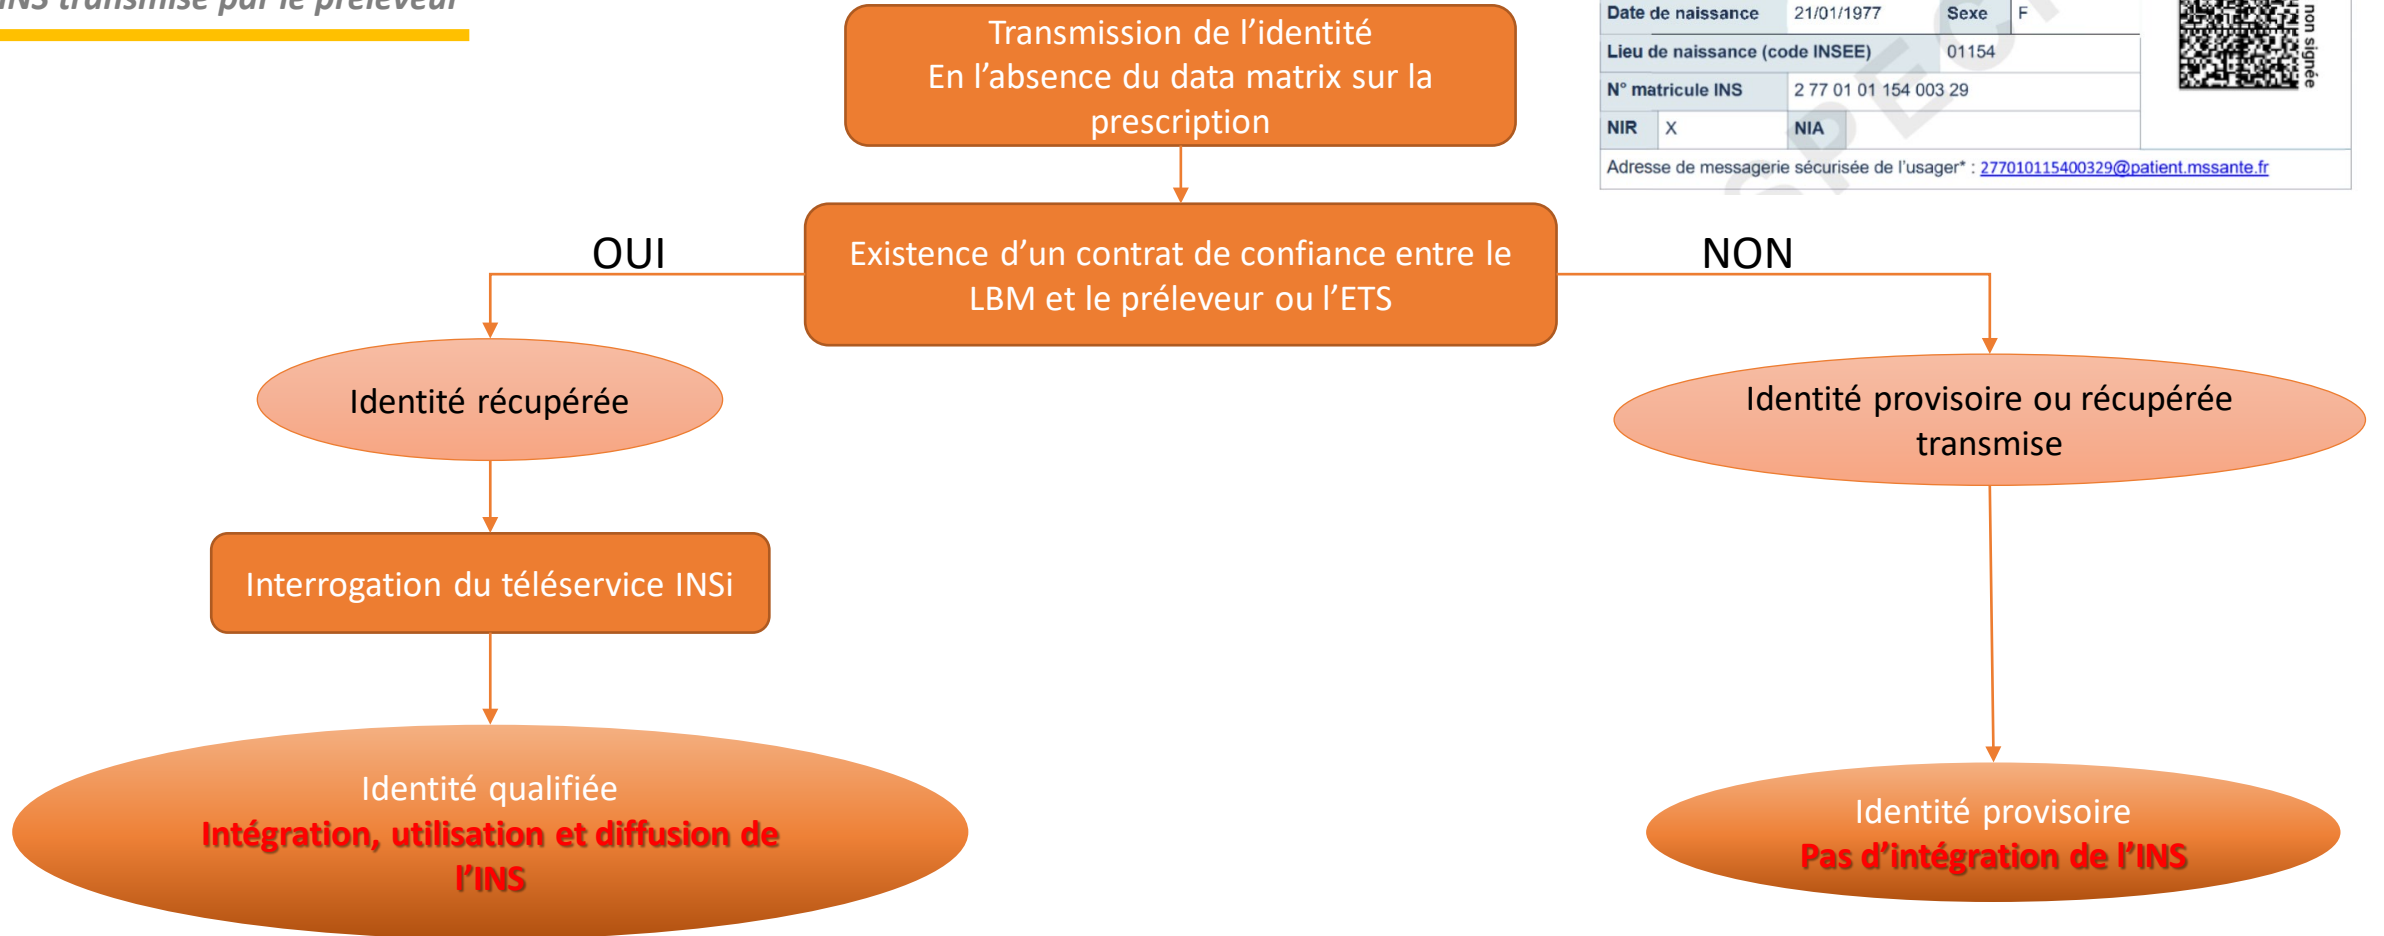 INS transmise par le préleveur
Transmission de l’identité
En l’absence du data matrix sur la
prescription
Date de naissance 21/01/1977 Sexe F
Lieu de naissance (code INSEE) 01154
N° matricule INS 2 77 01 01 154 003 29
NIR X NIA
Adresse de messagerie sécurisée de l’usager* : 277010115400329@patient.mssante.fr
non signée
SPECI
OUI
Existence d’un contrat de confiance entre le
LBM et le préleveur ou l’ETS
NON
Identité récupérée
Identité provisoire ou récupérée
transmise
Interrogation du téléservice INSi
Identité qualifiée
Intégration, utilisation et diffusion de
l’INS
Identité provisoire
Pas d’intégration de l’INS